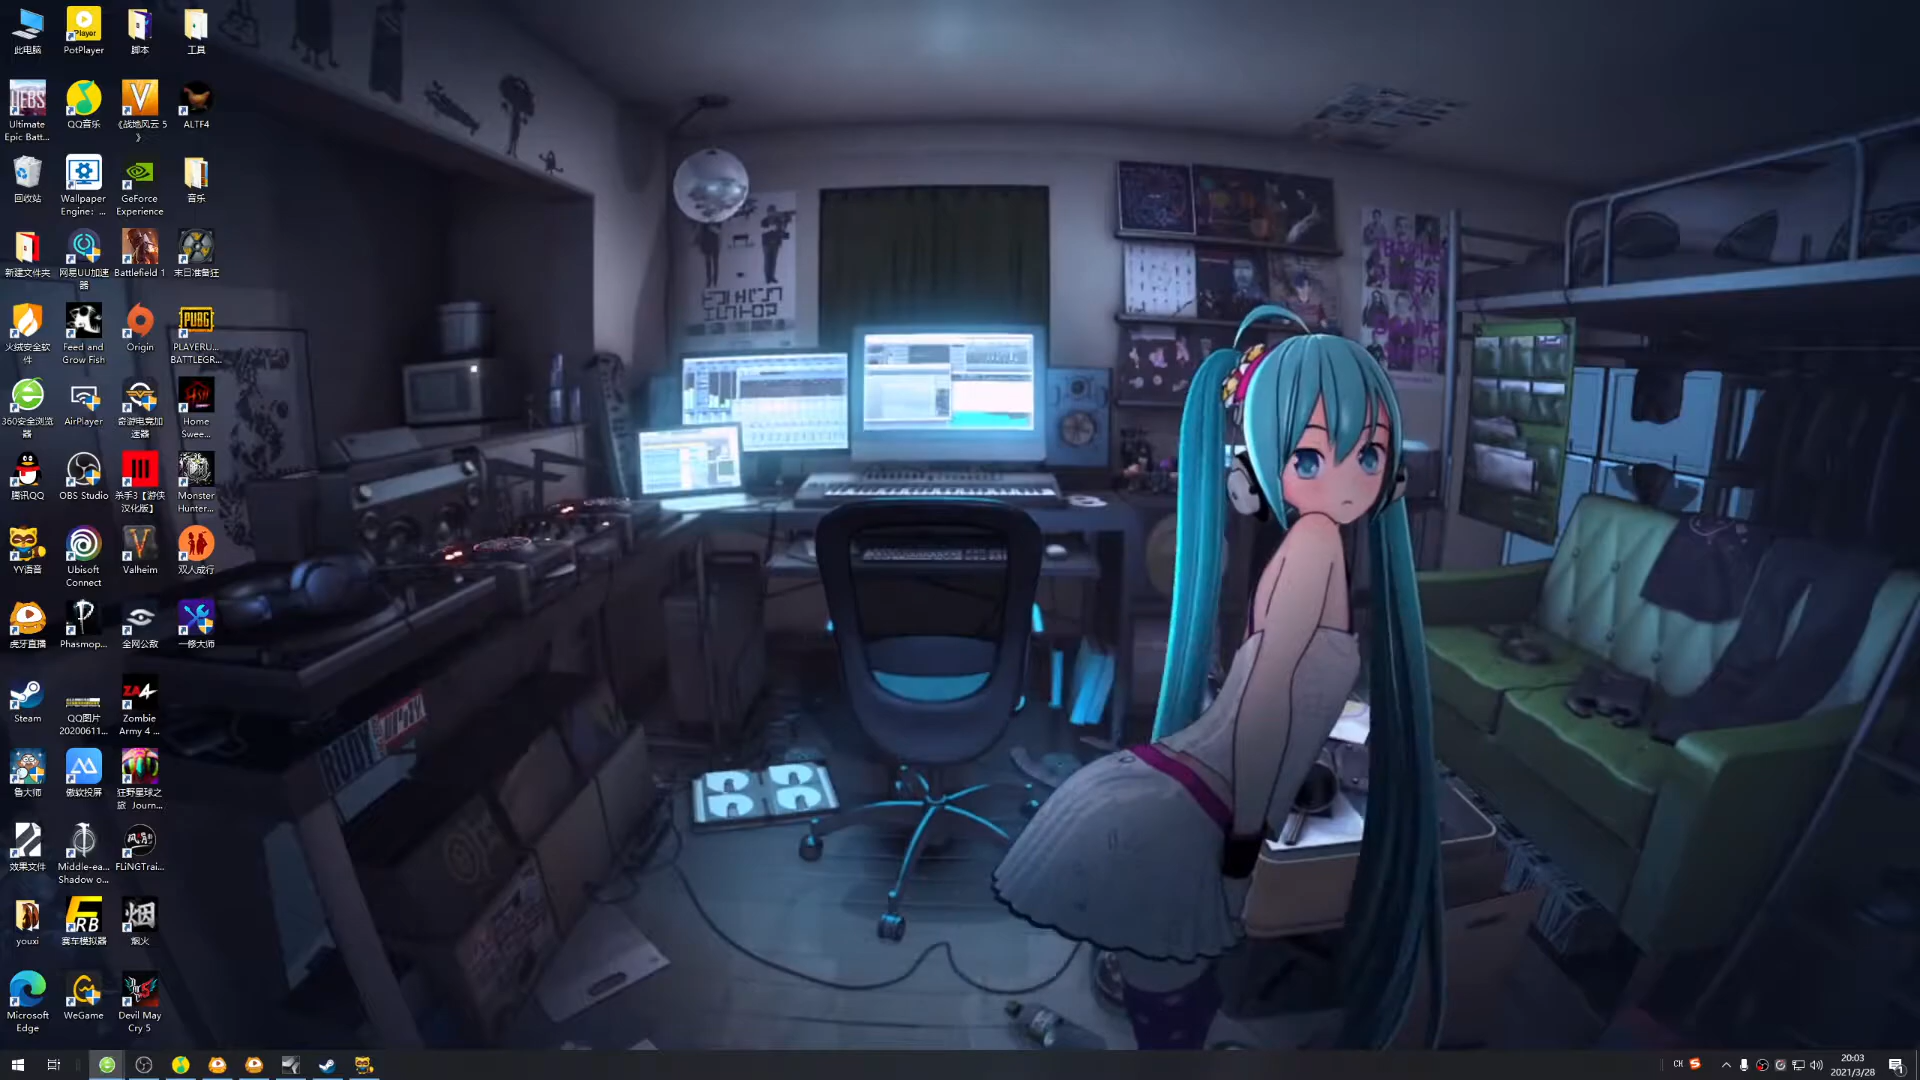 此电脑
PotPlayer
脚本
工具
Ultimate
Epic Batt...
QQ音乐
《战地风云 5
》
ALTF4
回收站
Wallpaper
Engine: ...
GeForce
Experience
音乐
新建文件夹
网易UU加速
器
Battlefield 1
末日准备狂
火绒安全软
件
Feed and
Grow Fish
Origin
PUBG
PLAYERU...
BATTLEGR...
360安全浏览
器
AirPlayer
奇游电竞加
速器
Home
Swee...
腾讯QQ
OBS Studio
杀手3【游侠
汉化版】
Monster
Hunter...
YY语音
Ubisoft
Connect
Valheim
双人成行
虎牙直播
Phasmop...
全网公敌
一修大师
Steam
QQ图片
20200611...
ZA4
Zombie
Army 4 ...
鲁大师
傲软投屏
狂野星球之
旅 Journ...
效果文件
Middle-ea...
Shadow o...
FLiNGTrai...
youxi
赛车模拟器
烟
烟火
Microsoft
Edge
WeGame
Devil May
Cry 5
20:03
2021/3/28